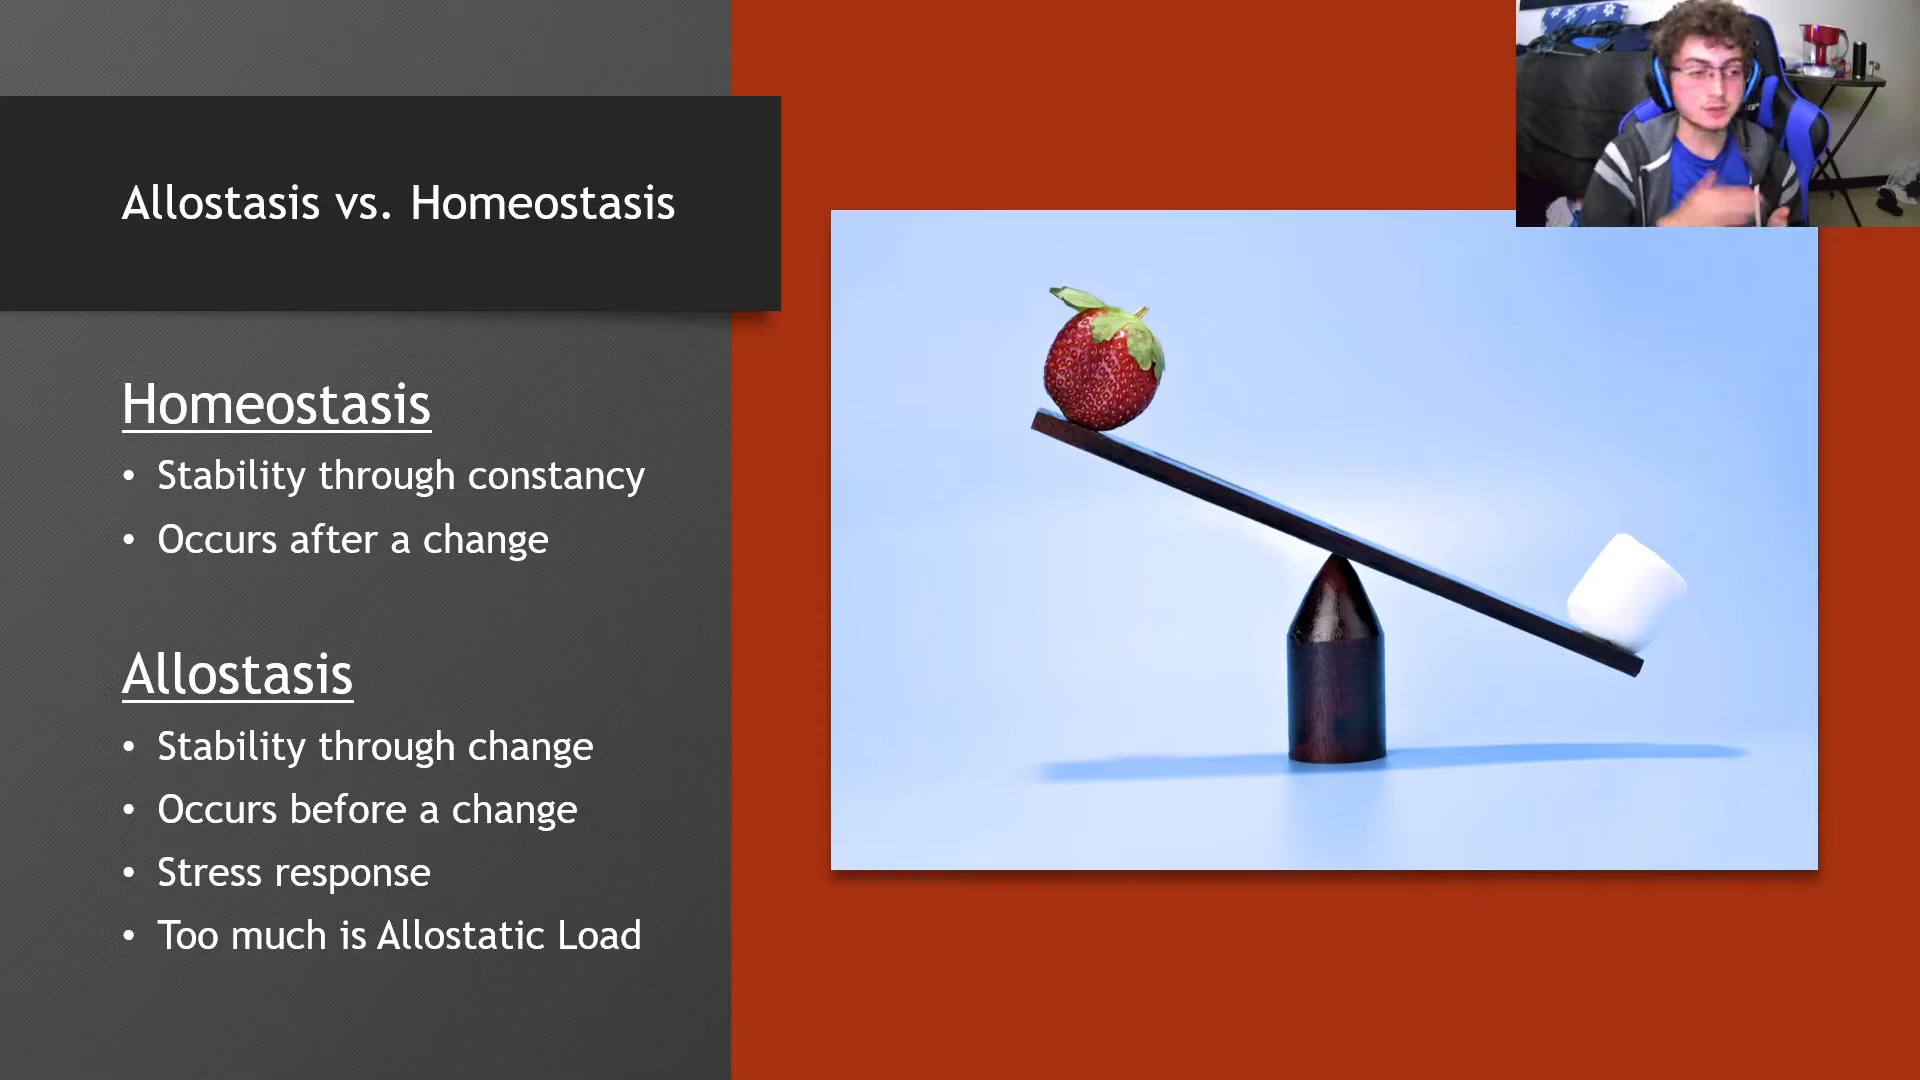 Allostasis vs. Homeostasis
Homeostasis
• Stability through constancy
• Occurs after a change
Allostasis
• Stability through change
• Occurs before a change
• Stress response
• Too much is Allostatic Load